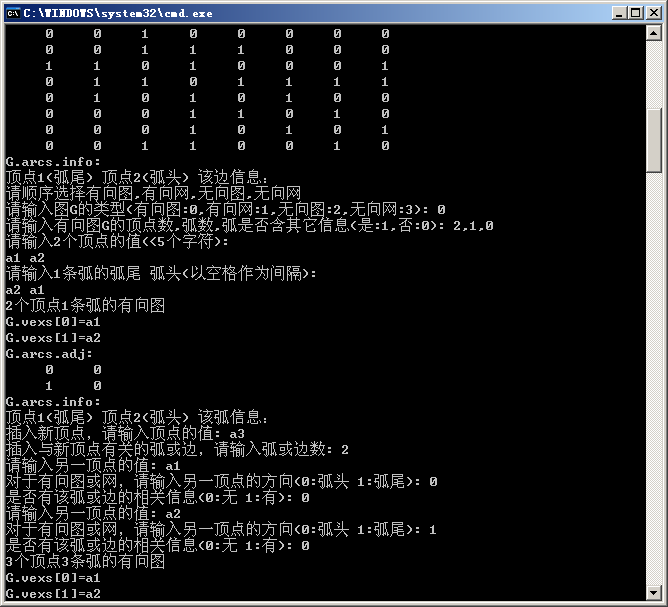 C:\WINDOWS\system32\cmd.exe
0 0 1 0 0 0 0 0
0 0 1 1 1 0 0 0
1 1 0 1 0 0 1 1
0 1 1 0 1 1 1 1
0 1 0 1 0 1 0 0
0 0 0 1 1 0 1 0
0 0 1 1 0 1 0 1
0 0 1 1 0 0 1 0
G.arcs.info:
顶点1(弧尾) 顶点2(弧头) 该边信息:
请顺序选择有向图,有向网,无向图,无向网
请输入图G的类型(有向图:0,有向网:1,无向图:2,无向网:3): 0
请输入有向图G的顶点数,弧数,弧是否含其它信息(是:1,否:0): 2,1,0
请输入2个顶点的值(<5个字符):
a1 a2
请输入1条弧的弧尾 弧头(以空格作为间隔):
a2 a1
2个顶点1条弧的有向图
G.vexs[0]=a1
G.vexs[1]=a2
G.arcs.adj:
0 0
1 0
G.arcs.info:
顶点1(弧尾) 顶点2(弧头) 该弧信息:
插入新顶点, 请输入顶点的值: a3
插入与新顶点有关的弧或边, 请输入弧或边数: 2
请输入另一顶点的值: a1
对于有向图或网, 请输入另一顶点的方向(0:弧头 1:弧尾): 0
是否有该弧或边的相关信息(0:无 1:有): 0
请输入另一顶点的值: a2
对于有向图或网, 请输入另一顶点的方向(0:弧头 1:弧尾): 1
是否有该弧或边的相关信息(0:无 1:有): 0
3个顶点3条弧的有向图
G.vexs[0]=a1
G.vexs[1]=a2